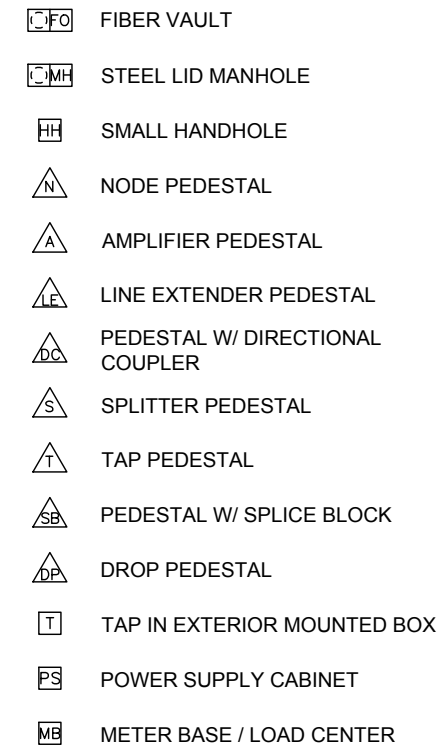 FO FIBER VAULT
MH STEEL LID MANHOLE
HH SMALL HANDHOLE
N NODE PEDESTAL
A AMPLIFIER PEDESTAL
LE LINE EXTENDER PEDESTAL
DC PEDESTAL W/ DIRECTIONAL
COUPLER
S SPLITTER PEDESTAL
T TAP PEDESTAL
SB PEDESTAL W/ SPLICE BLOCK
DP DROP PEDESTAL
T TAP IN EXTERIOR MOUNTED BOX
PS POWER SUPPLY CABINET
MB METER BASE / LOAD CENTER